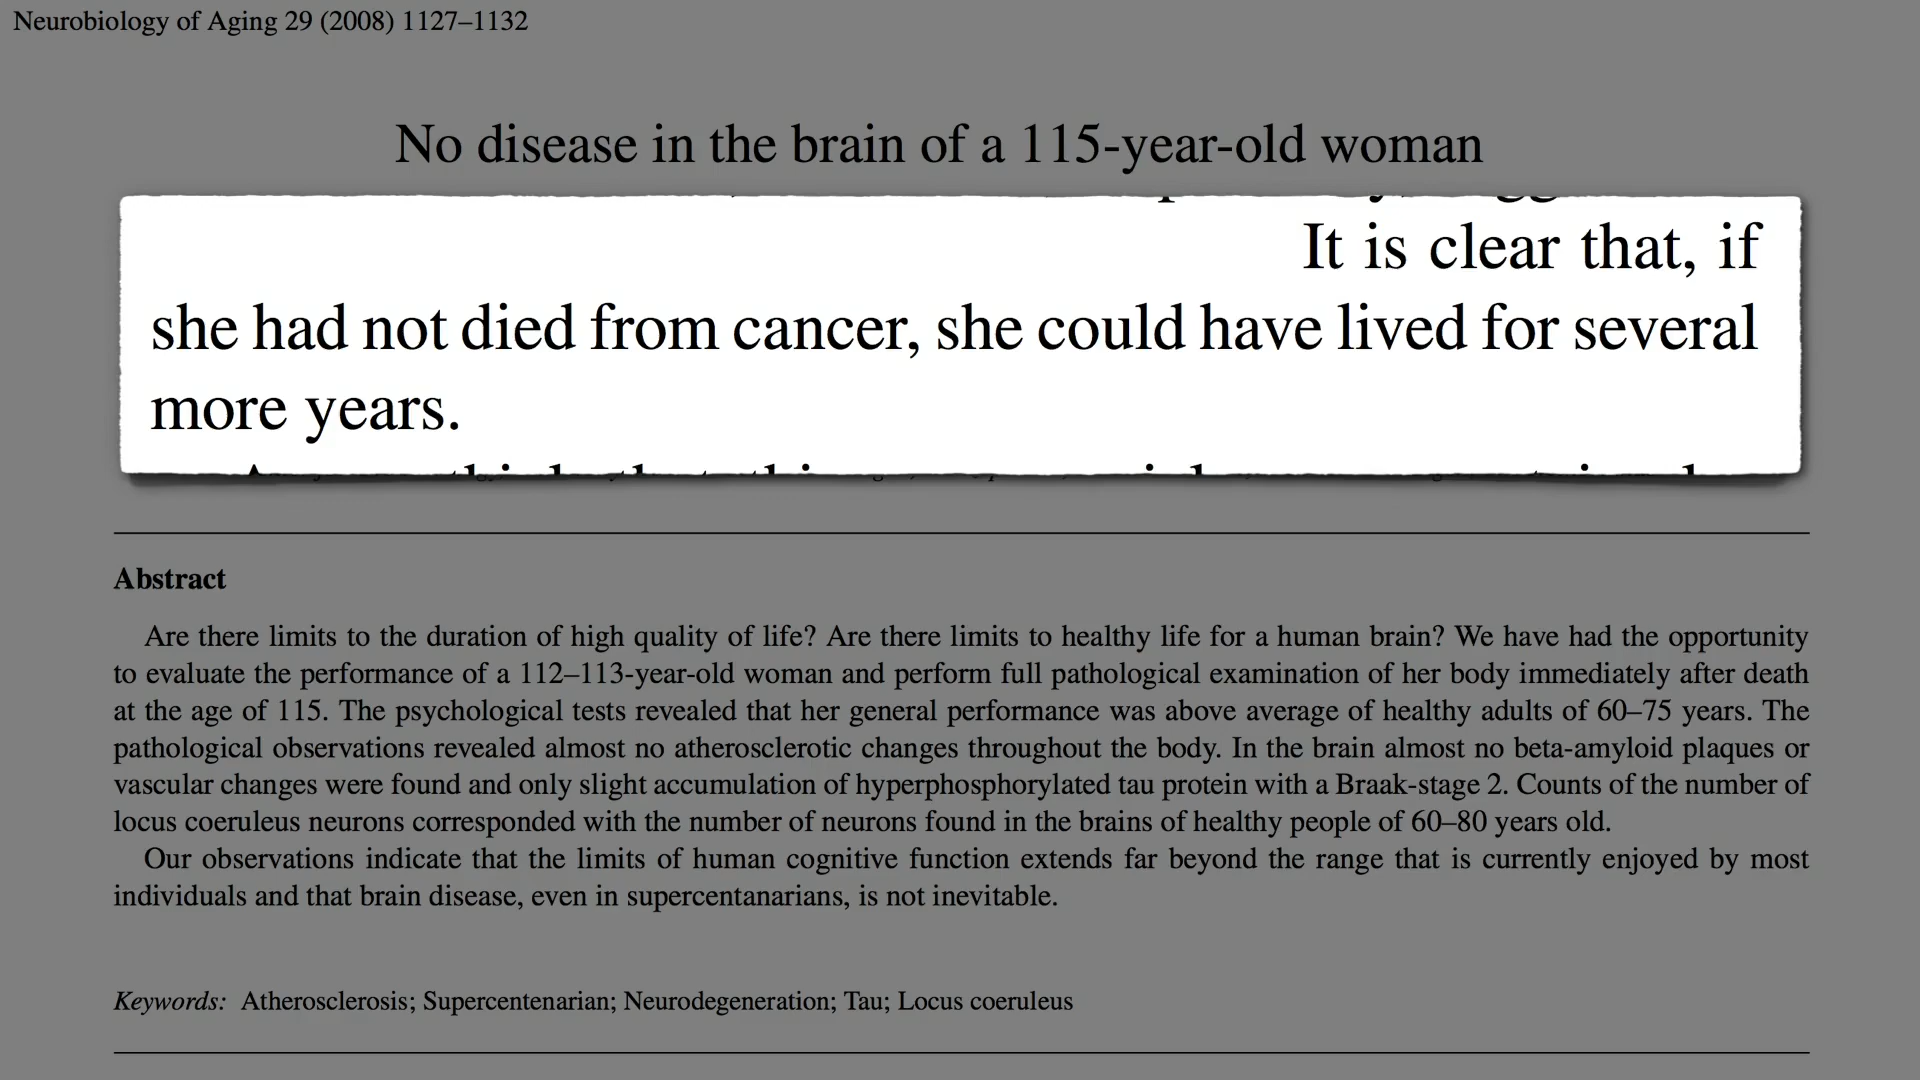 Neurobiology of Aging 29 (2008) 1127–1132
No disease in the brain of a 115-year-old woman
It is clear that, if
she had not died from cancer, she could have lived for several
more years.
Abstract
Are there limits to the duration of high quality of life? Are there limits to healthy life for a human brain? We have had the opportunity
to evaluate the performance of a 112–113-year-old woman and perform full pathological examination of her body immediately after death
at the age of 115. The psychological tests revealed that her general performance was above average of healthy adults of 60–75 years. The
pathological observations revealed almost no atherosclerotic changes throughout the body. In the brain almost no beta-amyloid plaques or
vascular changes were found and only slight accumulation of hyperphosphorylated tau protein with a Braak-stage 2. Counts of the number of
locus coeruleus neurons corresponded with the number of neurons found in the brains of healthy people of 60–80 years old.
Our observations indicate that the limits of human cognitive function extends far beyond the range that is currently enjoyed by most
individuals and that brain disease, even in supercentanarians, is not inevitable.
Keywords: Atherosclerosis; Supercentenarian; Neurodegeneration; Tau; Locus coeruleus